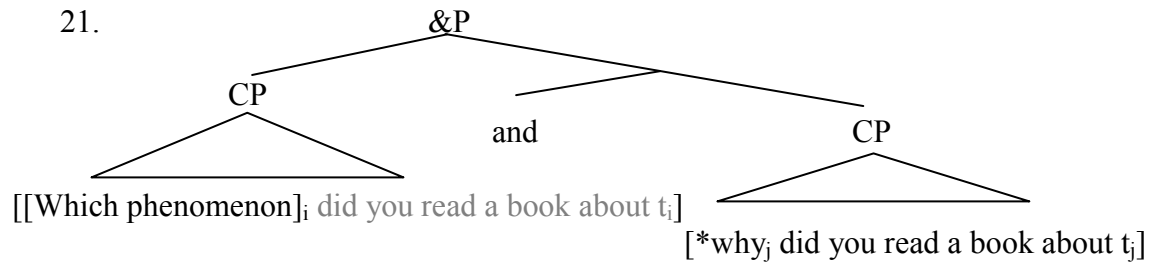 21.
&P
CP
and
CP
[[Which phenomenon]i did you read a book about ti]
[*whyj did you read a book about tj]